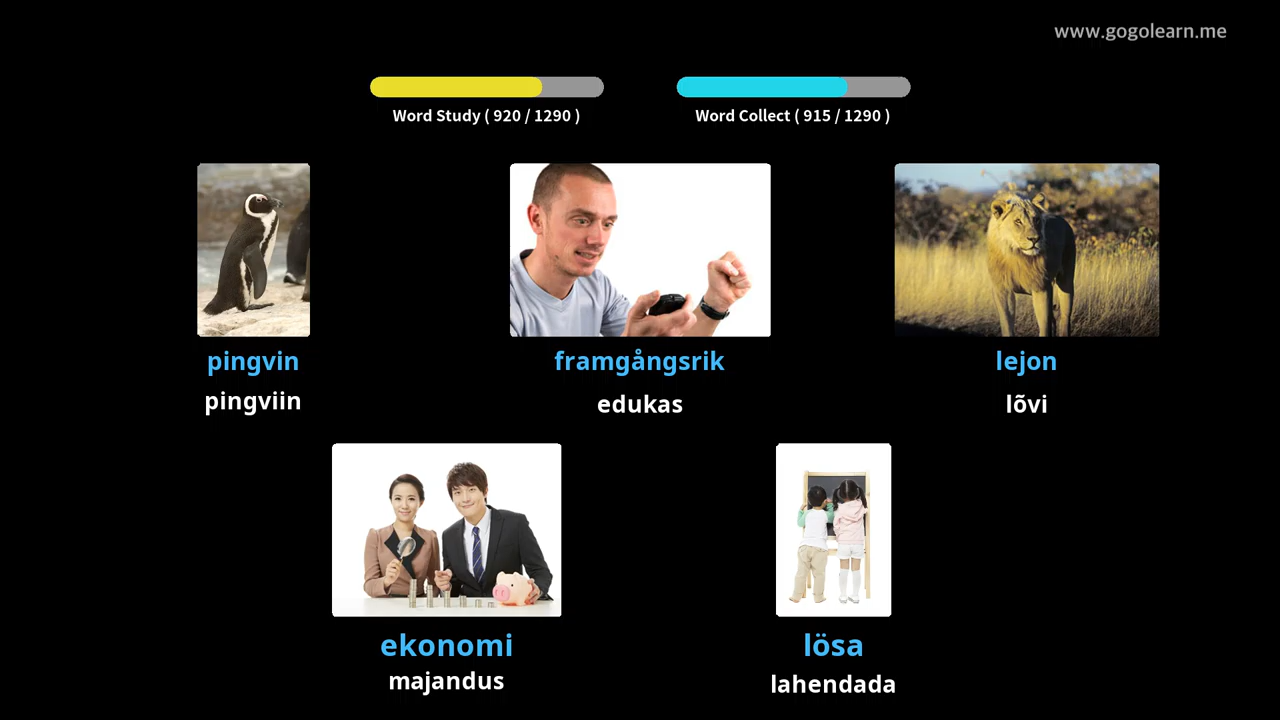 www.gogolearn.me
Word Study ( 920 / 1290 )
Word Collect ( 915 / 1290 )
pingvin
pingviin
framgångsrik
edukas
lejon
lõvi
ekonomi
majandus
lösa
lahendada